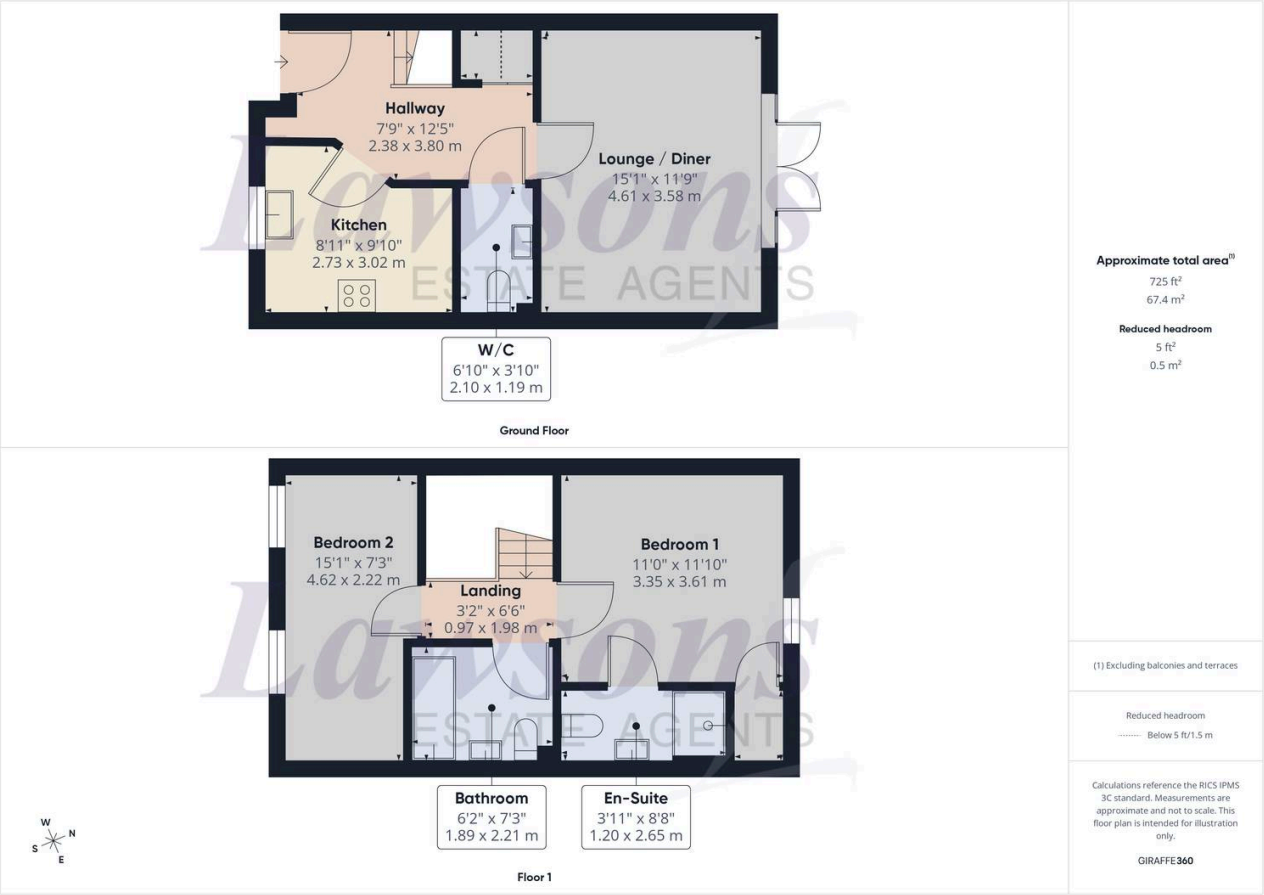 Hallway
7'9" x 12'5"
2.38 x 3.80 m
Lounge / Diner
15'1" x 11'9"
4.61 x 3.58 m
Kitchen
8'11" x 9'10"
2.73 x 3.02 m
Lawsons
ESTATE AGENTS
W/C
6'10" x 3'10"
2.10 x 1.19 m
Ground Floor
Bedroom 2
15'1" x 7'3"
4.62 x 2.22 m
Landing
3'2" x 6'6"
0.97 x 1.98 m
Bedroom 1
11'0" x 11'10"
3.35 x 3.61 m
Lawsons
ESTATE AGENTS
Bathroom
6'2" x 7'3"
1.89 x 2.21 m
En-Suite
3'11" x 8'8"
1.20 x 2.65 m
W
N
S
E
Floor 1
Approximate total area(1)
725 ft²
67.4 m²
Reduced headroom
5 ft²
0.5 m²
(1) Excluding balconies and terraces
Reduced headroom
Below 5 ft/1.5 m
Calculations reference the RICS IPMS
3C standard. Measurements are
approximate and not to scale. This
floor plan is intended for illustration
only.
GIRAFFE360